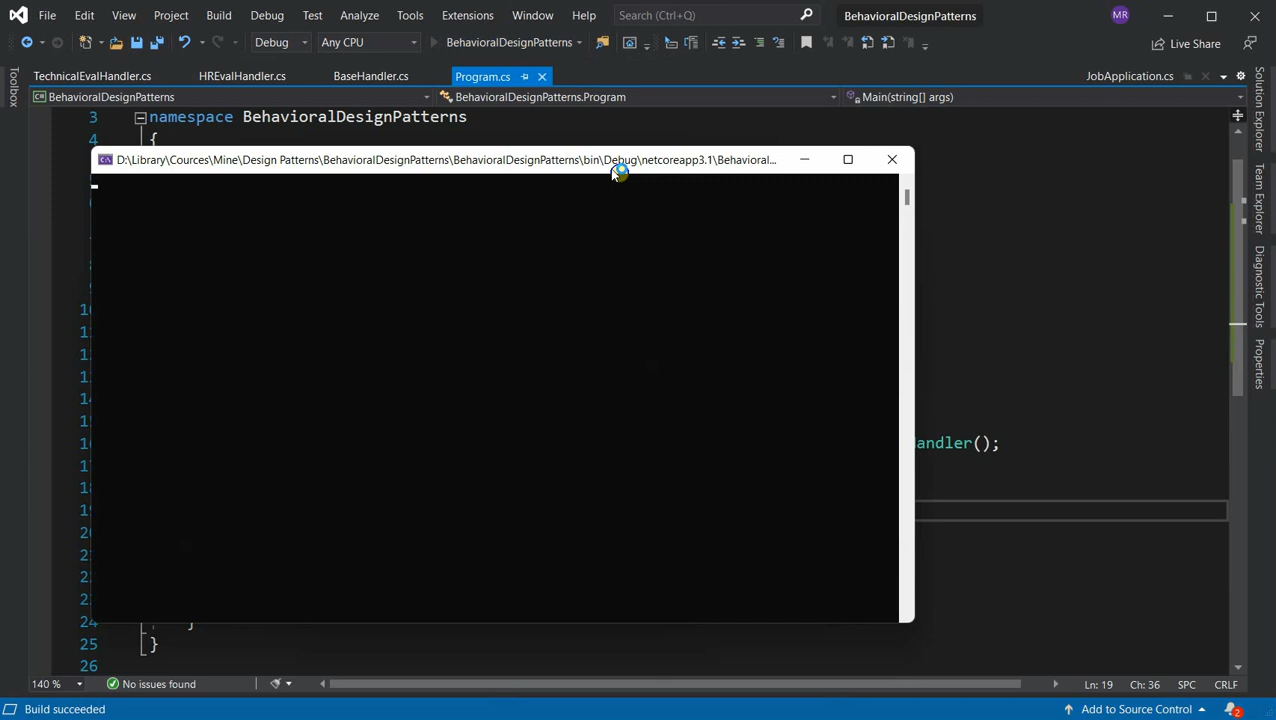 File Edit View Project Build Debug Test Analyze Tools Extensions Window Help Search (Ctrl+Q) BehavioralDesignPatterns MR
Debug Any CPU BehavioralDesignPatterns Live Share
TechnicalEvalHandler.cs HREvalHandler.cs BaseHandler.cs Program.cs JobApplication.cs
BehavioralDesignPatterns BehavioralDesignPatterns.Program Main(string[] args)
Toolbox
Solution Explorer
Team Explorer
Diagnostic Tools
Properties
3 namespace BehavioralDesignPatterns
4 {
D:\Library\Cources\Mine\Design Patterns\BehavioralDesignPatterns\BehavioralDesignPatterns\bin\Debug\netcoreapp3.1\Behavioral...
andler();
24 }
25 }
26
140 % No issues found Ln: 19 Ch: 36 SPC CRLF
Build succeeded Add to Source Control 2